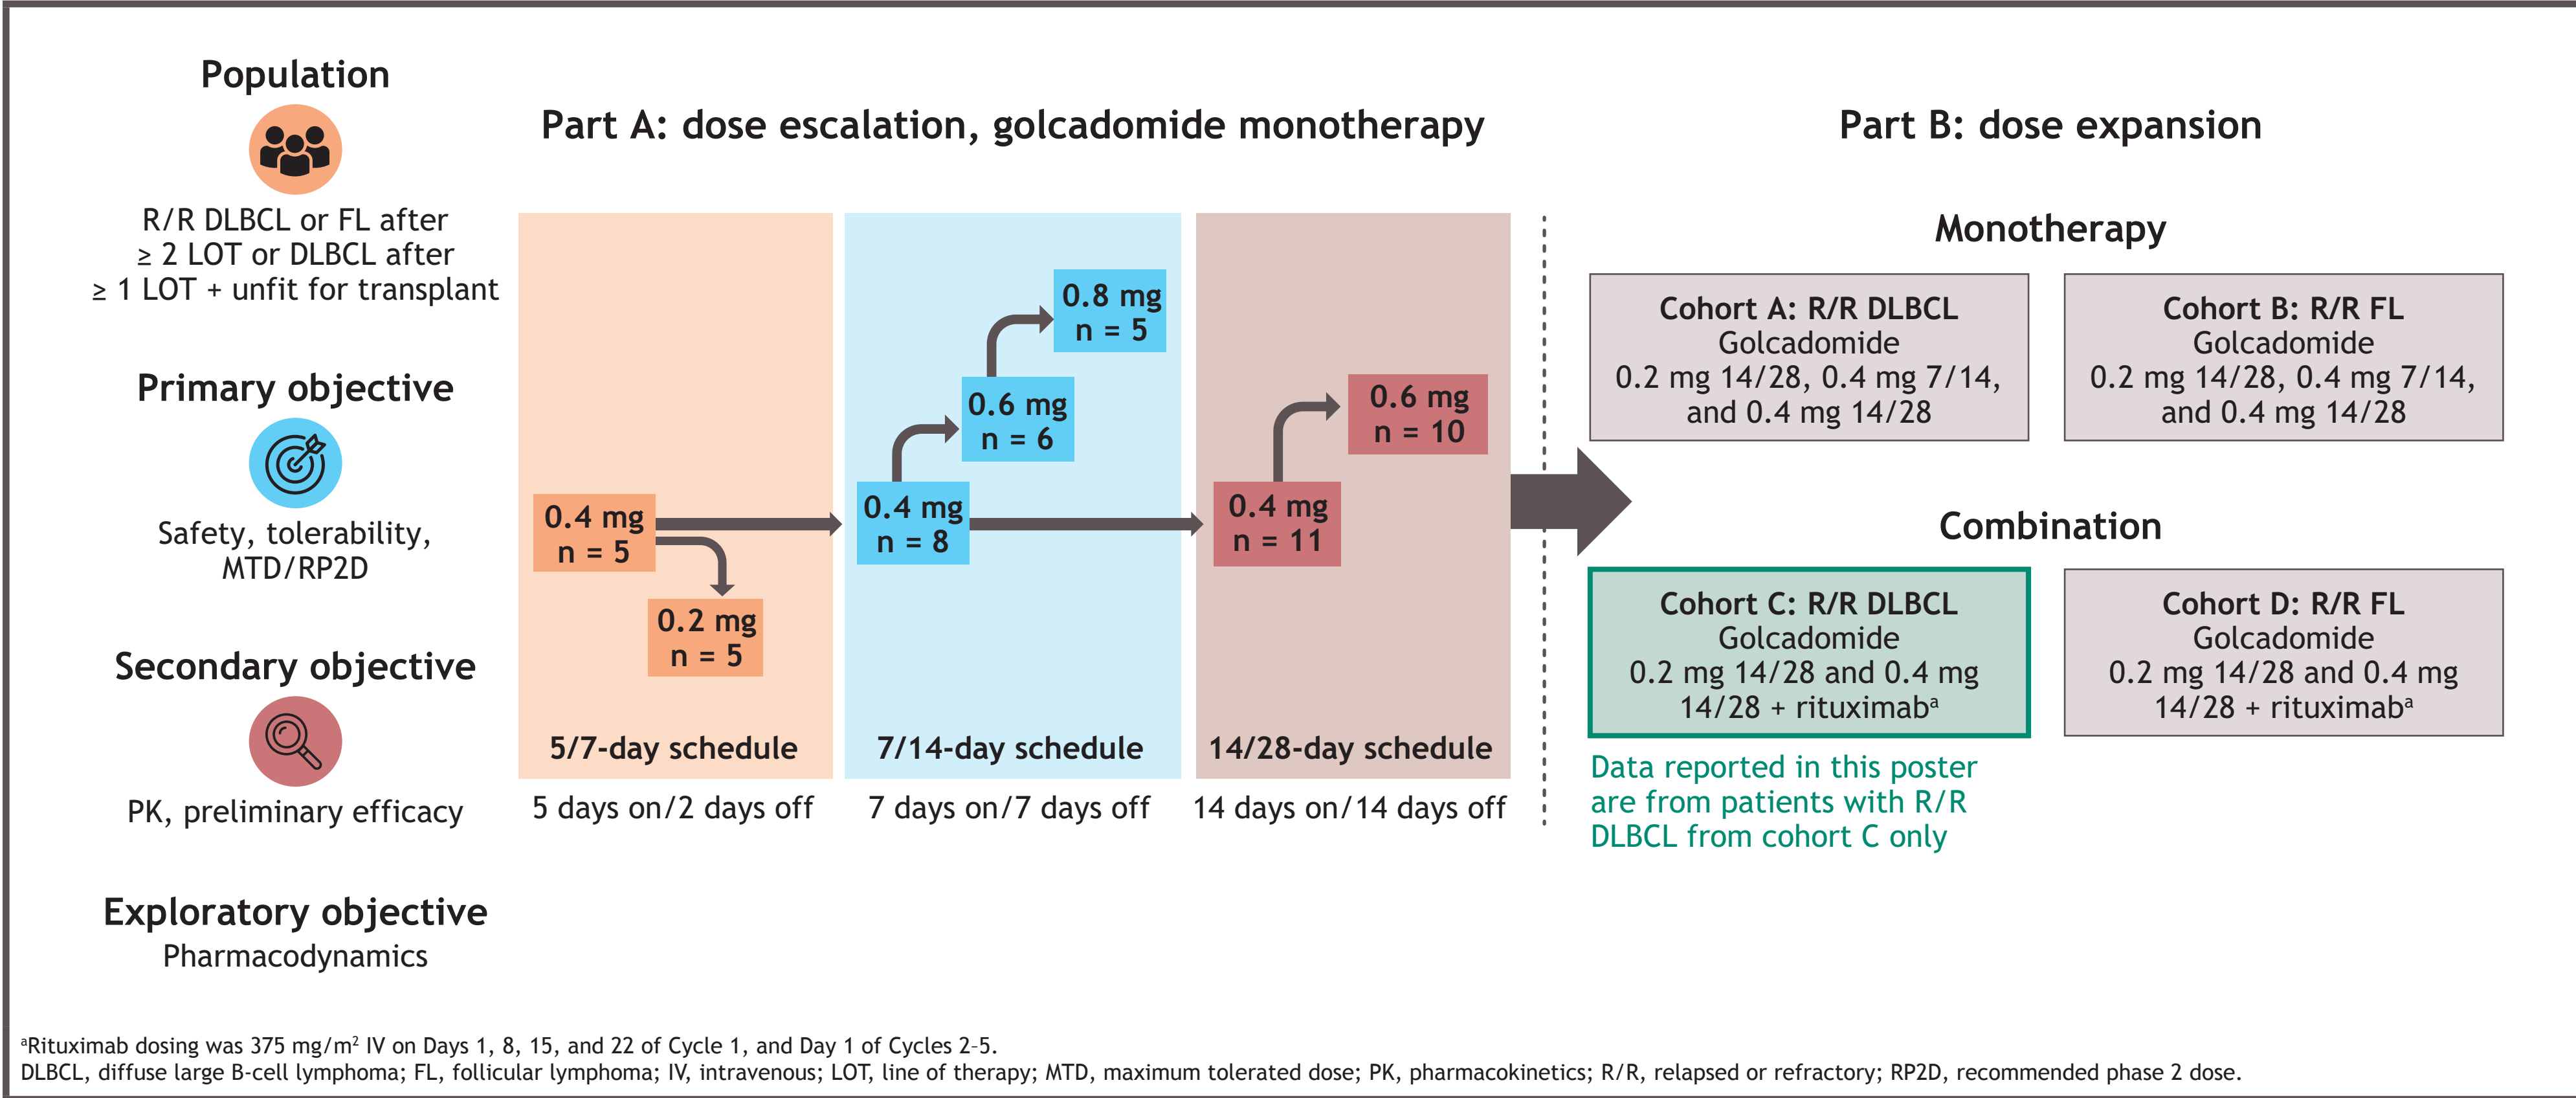 Population
R/R DLBCL or FL after
≥ 2 LOT or DLBCL after
≥ 1 LOT + unfit for transplant
Primary objective
Safety, tolerability,
MTD/RP2D
Secondary objective
PK, preliminary efficacy
Exploratory objective
Pharmacodynamics
Part A: dose escalation, golcadomide monotherapy
0.4 mg
n = 5
0.2 mg
n = 5
5/7-day schedule
5 days on/2 days off
0.8 mg
n = 5
0.6 mg
n = 6
0.4 mg
n = 8
7/14-day schedule
7 days on/7 days off
0.6 mg
n = 10
0.4 mg
n = 11
14/28-day schedule
14 days on/14 days off
Part B: dose expansion
Monotherapy
Cohort A: R/R DLBCL
Golcadomide
0.2 mg 14/28, 0.4 mg 7/14,
and 0.4 mg 14/28
Cohort B: R/R FL
Golcadomide
0.2 mg 14/28, 0.4 mg 7/14,
and 0.4 mg 14/28
Combination
Cohort C: R/R DLBCL
Golcadomide
0.2 mg 14/28 and 0.4 mg
14/28 + rituximabᵃ
Cohort D: R/R FL
Golcadomide
0.2 mg 14/28 and 0.4 mg
14/28 + rituximabᵃ
Data reported in this poster
are from patients with R/R
DLBCL from cohort C only
ᵃRituximab dosing was 375 mg/m² IV on Days 1, 8, 15, and 22 of Cycle 1, and Day 1 of Cycles 2–5.
DLBCL, diffuse large B-cell lymphoma; FL, follicular lymphoma; IV, intravenous; LOT, line of therapy; MTD, maximum tolerated dose; PK, pharmacokinetics; R/R, relapsed or refractory; RP2D, recommended phase 2 dose.